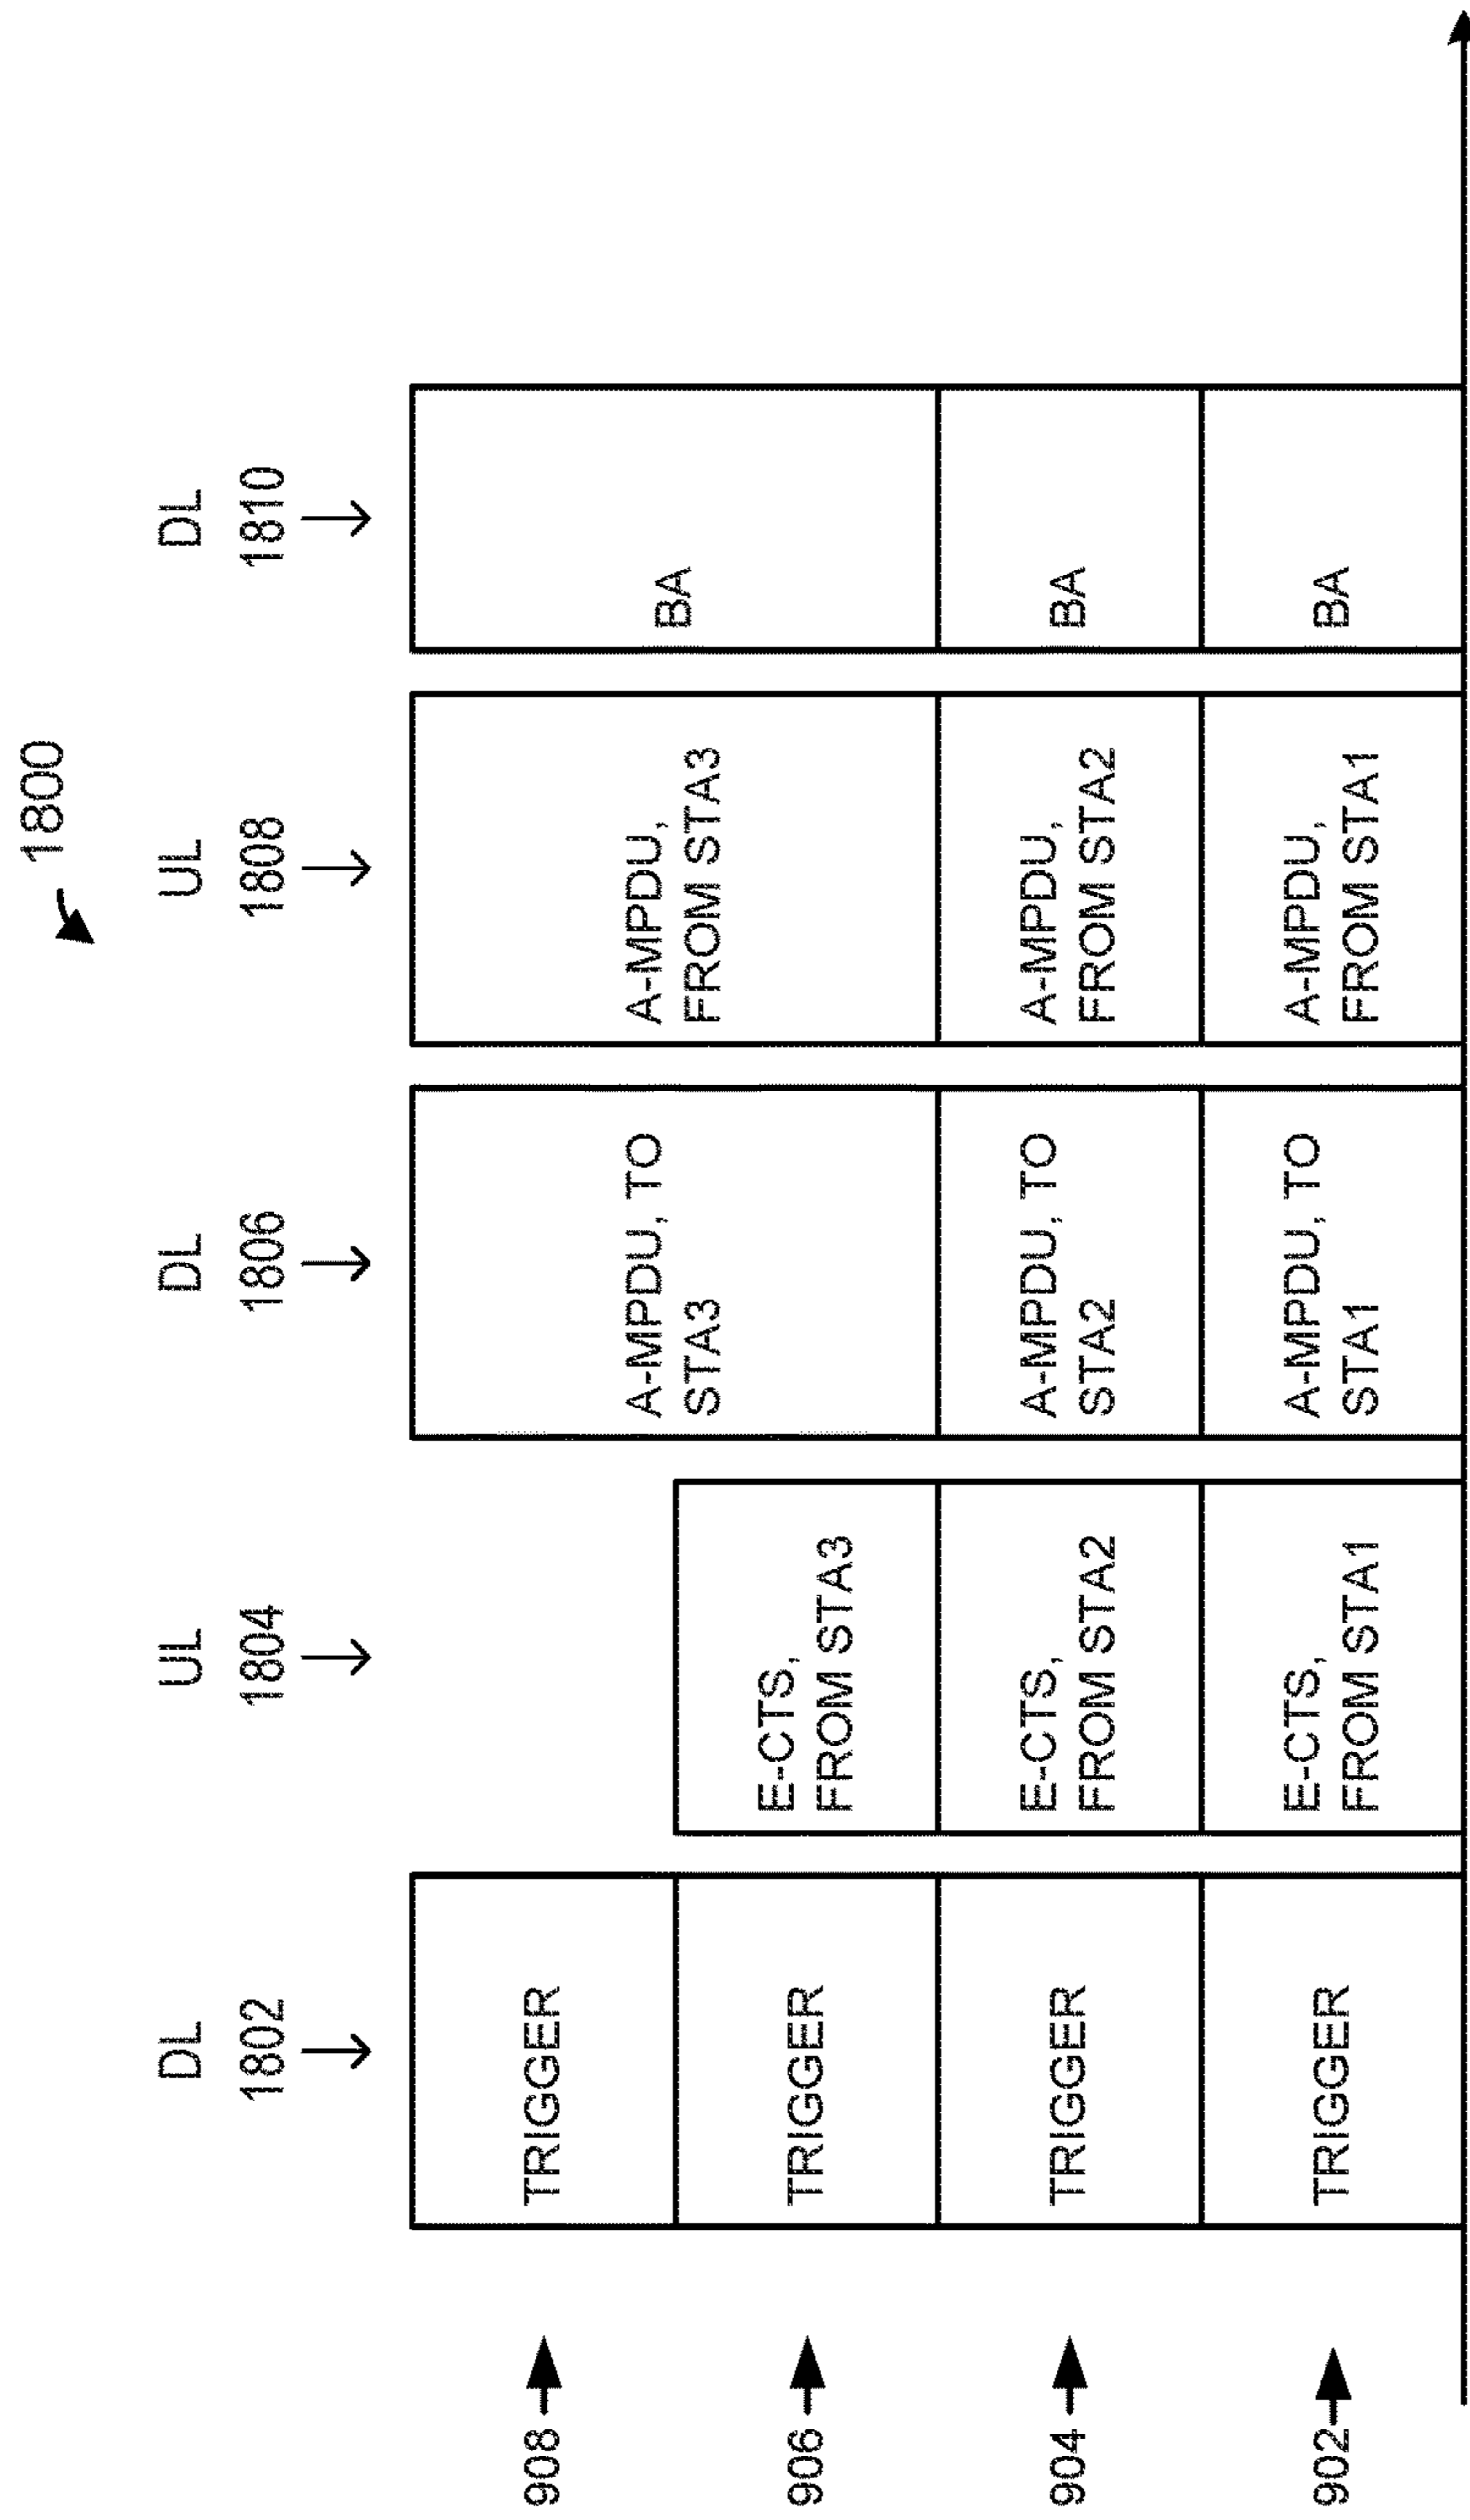 1800
DL
UL
DL
UL
DL
1802
1804
1806
1808
1810
908
TRIGGER
A-MPDU, TO
STA3
A-MPDU,
FROM STA3
BA
906
TRIGGER
E-CTS,
FROM STA3
904
TRIGGER
E-CTS,
FROM STA2
A-MPDU, TO
STA2
A-MPDU,
FROM STA2
BA
902
TRIGGER
E-CTS,
FROM STA1
A-MPDU, TO
STA1
A-MPDU,
FROM STA1
BA